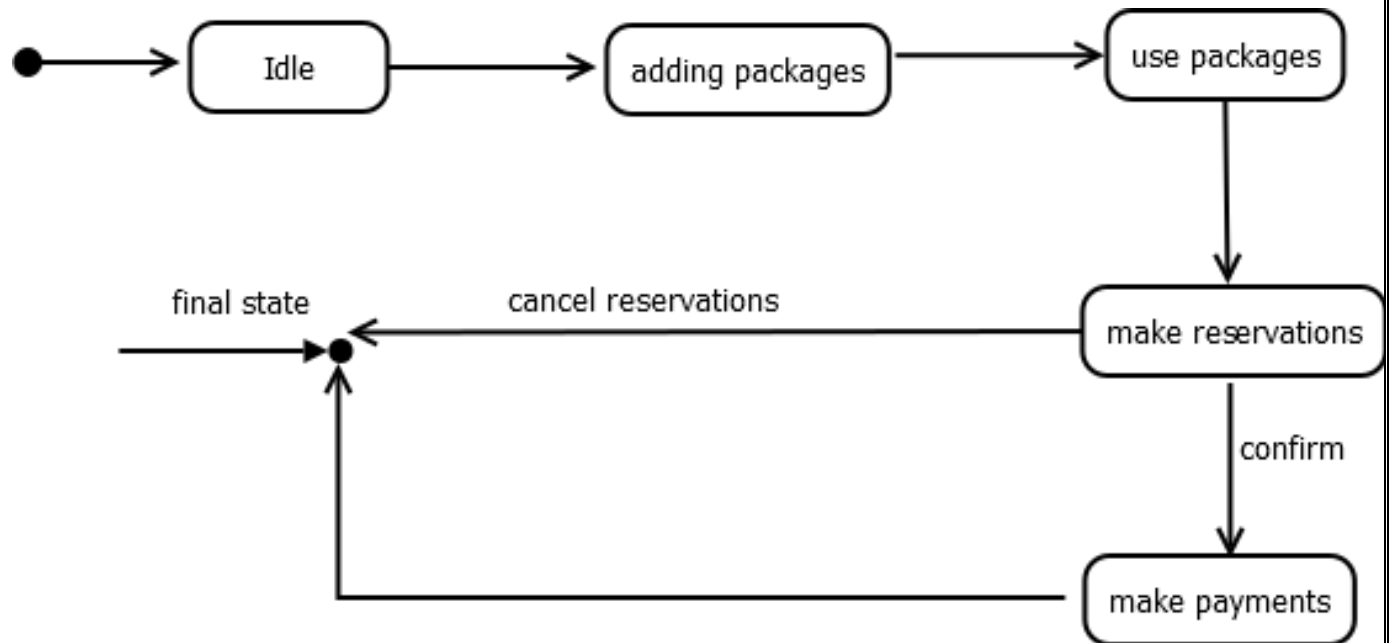 Idle
adding packages
use packages
final state
cancel reservations
make reservations
confirm
make payments